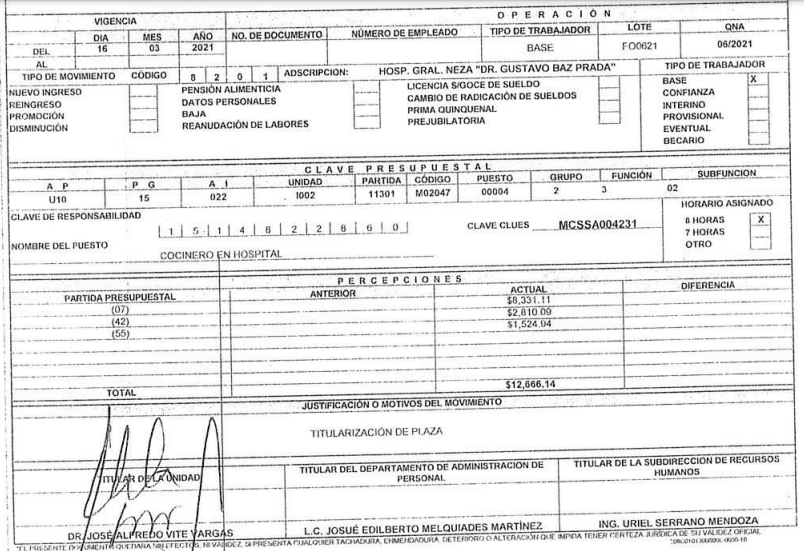 VIGENCIA
OPERACIÓN
DIA MES AÑO NO. DE DOCUMENTO NÚMERO DE EMPLEADO TIPO DE TRABAJADOR LOTE QNA
DEL 16 03 2021 BASE FO0621 06/2021
AL
TIPO DE MOVIMIENTO CÓDIGO 8 2 0 1 ADSCRIPCION: HOSP. GRAL. NEZA "DR. GUSTAVO BAZ PRADA" TIPO DE TRABAJADOR
NUEVO INGRESO PENSIÓN ALIMENTICIA LICENCIA S/GOCE DE SUELDO BASE X
REINGRESO DATOS PERSONALES CAMBIO DE RADICACIÓN DE SUELDOS CONFIANZA
PROMOCIÓN BAJA PRIMA QUINQUENAL INTERINO
DISMINUCIÓN REANUDACIÓN DE LABORES PREJUBILATORIA PROVISIONAL
EVENTUAL
BECARIO
CLAVE PRESUPUESTAL
A P P G A I UNIDAD PARTIDA CÓDIGO PUESTO GRUPO FUNCIÓN SUBFUNCION
U10 15 022 I002 11301 M02047 00004 2 3 02
CLAVE DE RESPONSABILIDAD HORARIO ASIGNADO
1 5 1 4 8 2 2 8 6 0 CLAVE CLUES MCSSA004231 8 HORAS X
7 HORAS
NOMBRE DEL PUESTO OTRO
COCINERO EN HOSPITAL
PERCEPCIONES
PARTIDA PRESUPUESTAL ANTERIOR ACTUAL DIFERENCIA
(07) $8,331.11
(42) $2,810.09
(55) $1,524.94
TOTAL $12,666.14
JUSTIFICACIÓN O MOTIVOS DEL MOVIMIENTO
TITULARIZACIÓN DE PLAZA
TITULAR DE LA UNIDAD TITULAR DEL DEPARTAMENTO DE ADMINISTRACION DE PERSONAL TITULAR DE LA SUBDIRECCION DE RECURSOS HUMANOS
DR. JOSÉ ALFREDO VITE VARGAS L.C. JOSUÉ EDILBERTO MELQUIADES MARTÍNEZ ING. URIEL SERRANO MENDOZA
"EL PRESENTE DOCUMENTO QUEDARA SIN EFECTOS, NI VALIDEZ, SI PRESENTA CUALQUIER TACHADURA, ENMENDADURA, DETERIORO O ALTERACIÓN QUE IMPIDA TENER CERTEZA JURÍDICA DE SU VALIDEZ OFICIAL